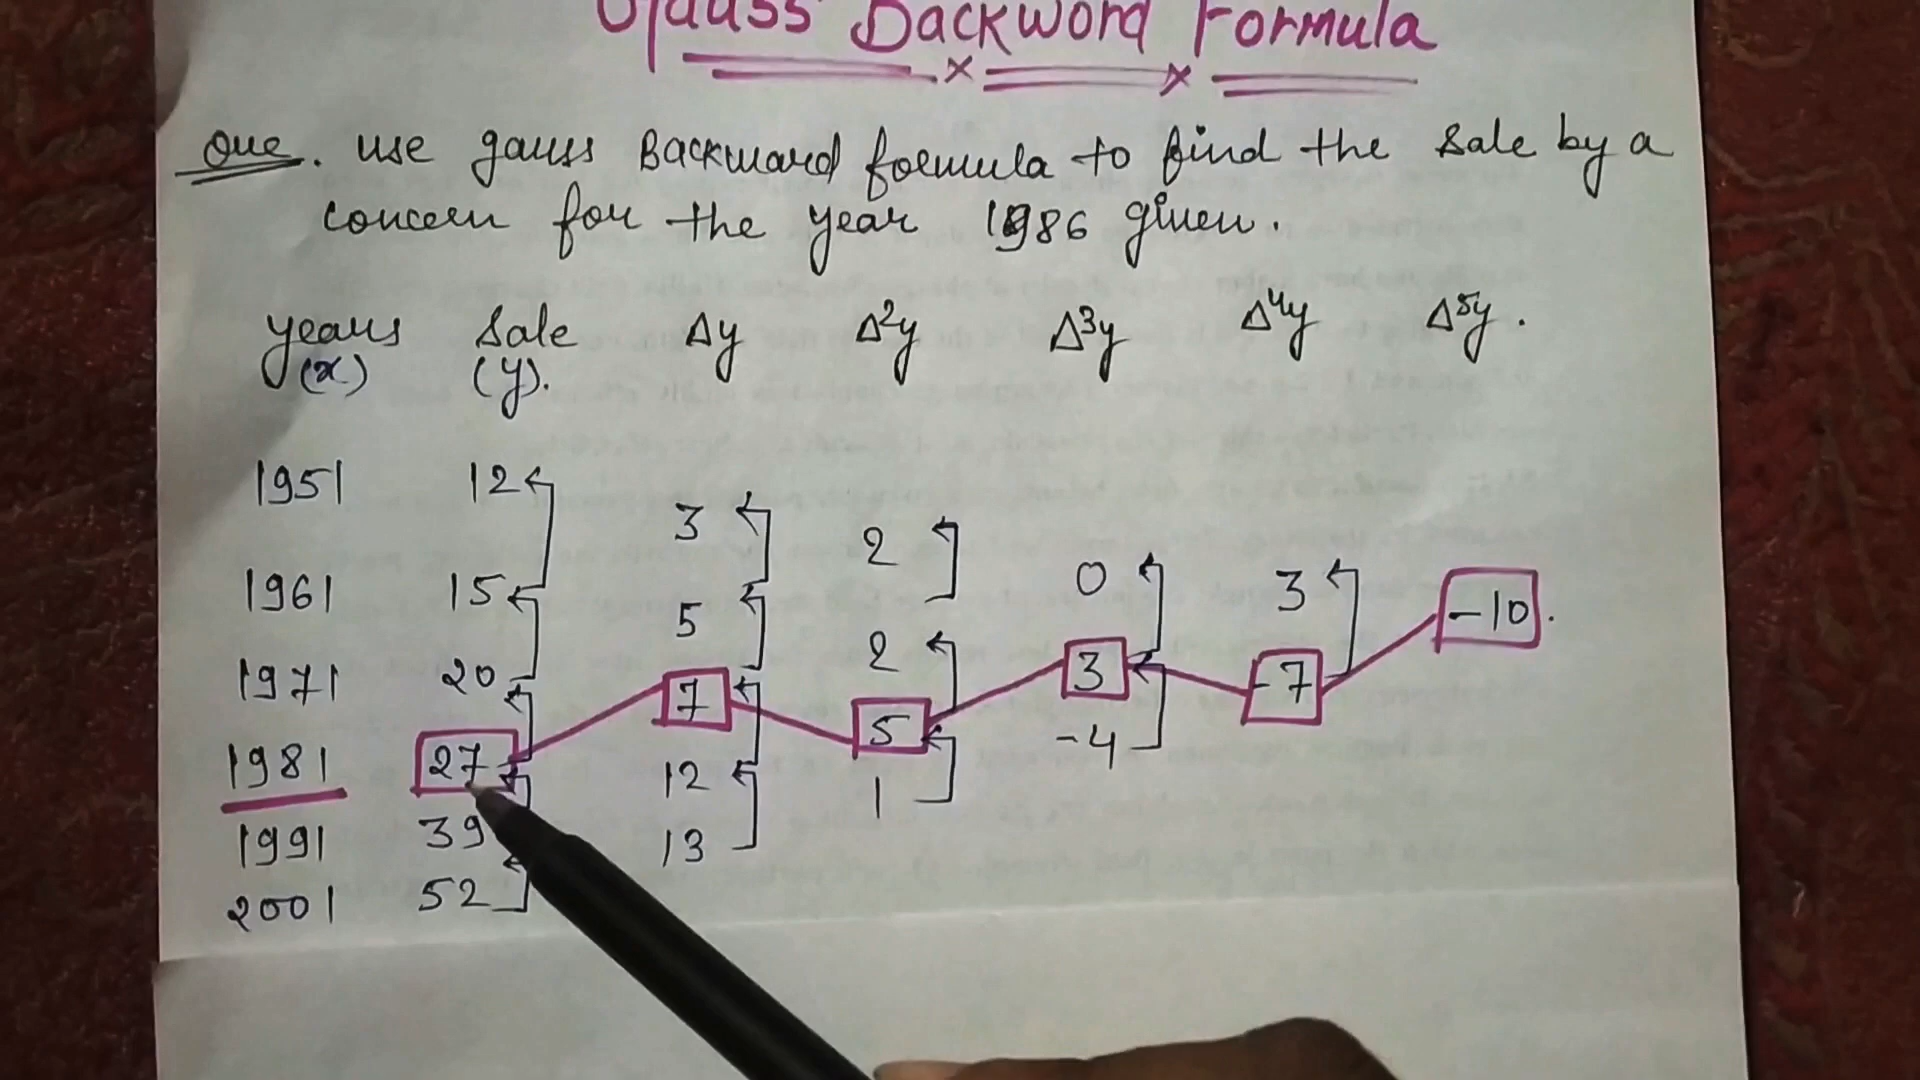 Gauss Backword Formula
Que. use gauss Backward formula to find the sale by a
concern for the year 1986 given.
years (x) Sale (y). Δy Δ²y Δ³y Δ⁴y Δ⁵y.
1951 12
3
2
1961 15 0
5 3
2 -10.
1971 20 3
7 -7
5
1981 27 -4
12
1
1991 39
13
2001 52